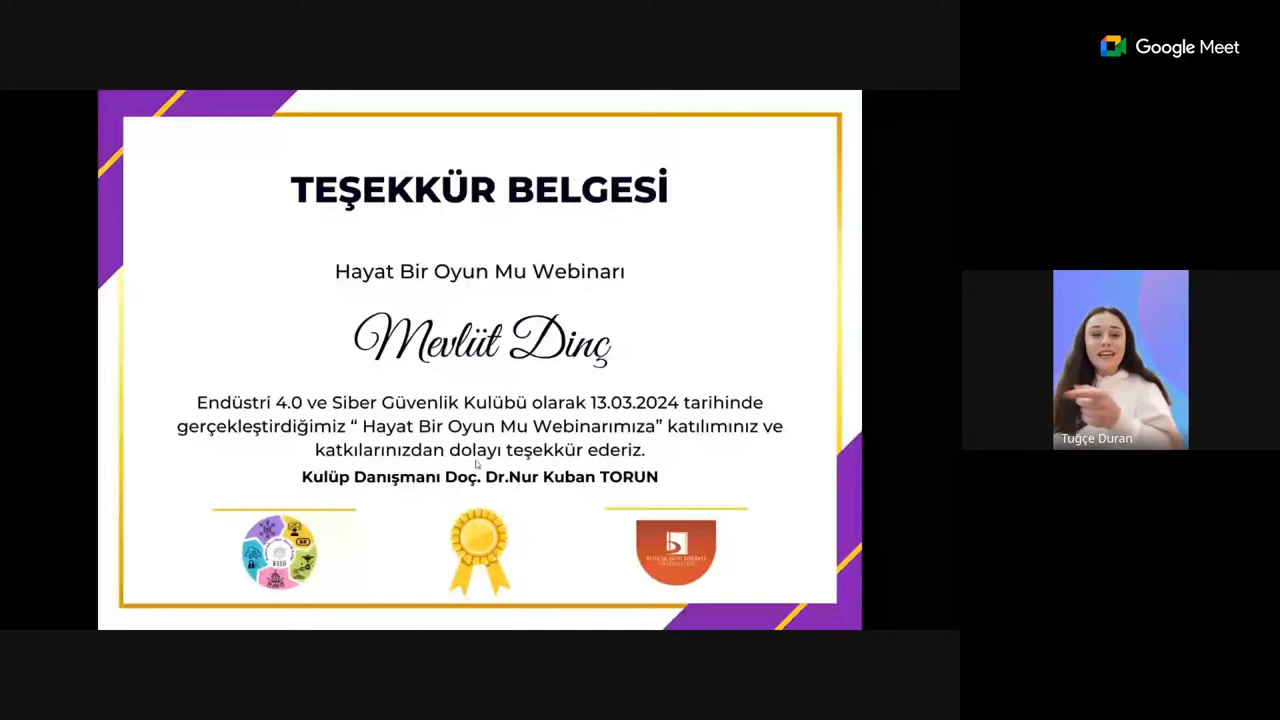 Google Meet
TEŞEKKÜR BELGESİ
Hayat Bir Oyun Mu Webinarı
Mevlüt Dinç
Endüstri 4.0 ve Siber Güvenlik Kulübü olarak 13.03.2024 tarihinde
gerçekleştirdiğimiz “ Hayat Bir Oyun Mu Webinarımıza” katılımınız ve
katkılarınızdan dolayı teşekkür ederiz.
Kulüp Danışmanı Doç. Dr.Nur Kuban TORUN
Tuğçe Duran